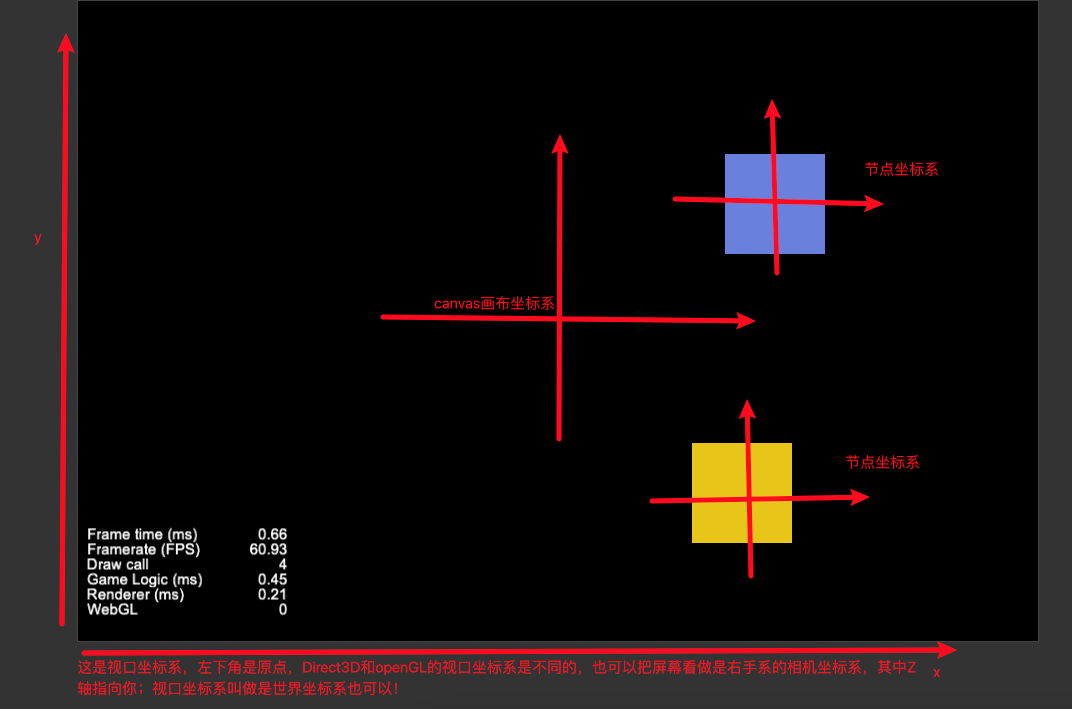 节点坐标系
y
canvas画布坐标系
节点坐标系
Frame time (ms) 0.66
Framerate (FPS) 60.93
Draw call 4
Game Logic (ms) 0.45
Renderer (ms) 0.21
WebGL 0
这是视口坐标系，左下角是原点，Direct3D和openGL的视口坐标系是不同的，也可以把屏幕看做是右手系的相机坐标系，其中Z
轴指向你；视口坐标系叫做是世界坐标系也可以！
x